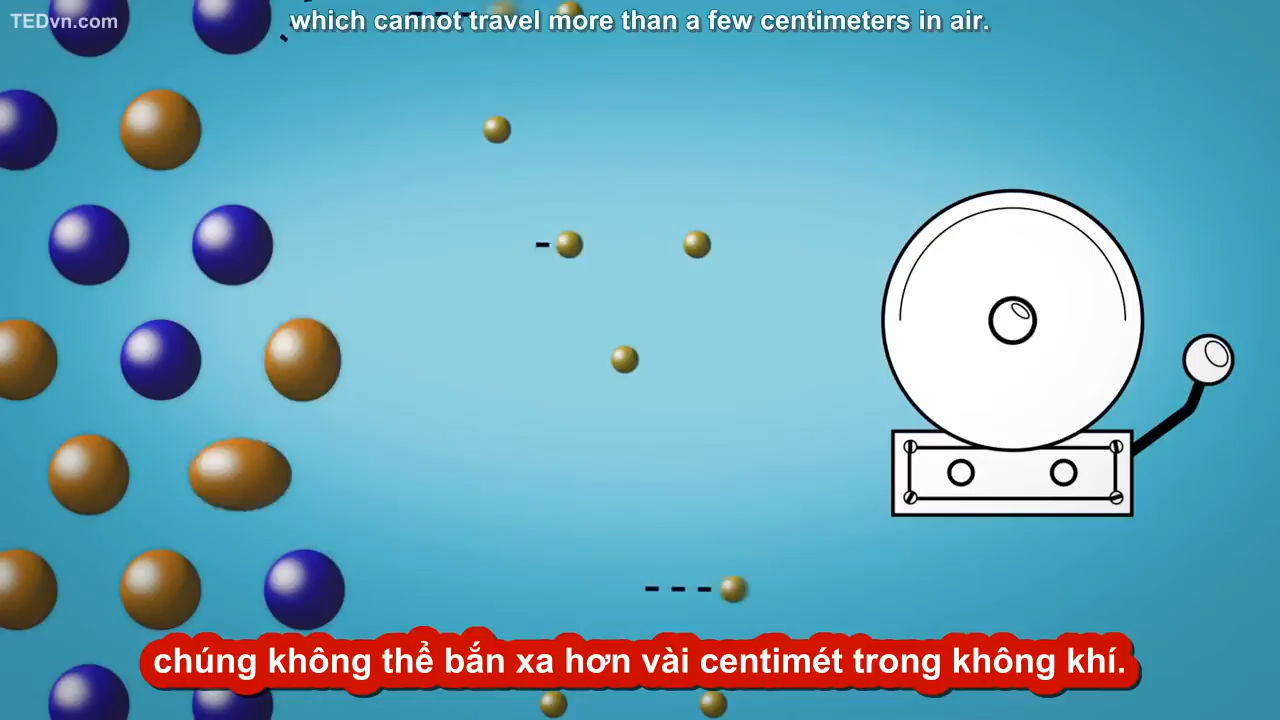 TEDvn.com
which cannot travel more than a few centimeters in air.
chúng không thể bắn xa hơn vài centimét trong không khí.